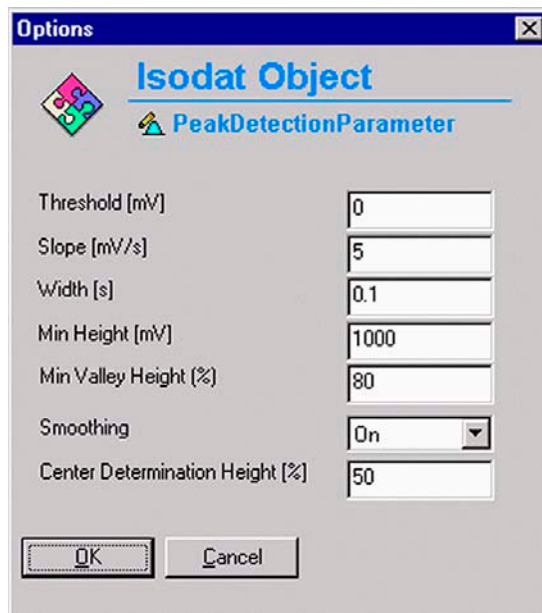 Options
Isodat Object
PeakDetectionParameter
Threshold [mV] 0
Slope [mV/s] 5
Width [s] 0.1
Min Height [mV] 1000
Min Valley Height (%) 80
Smoothing On
Center Determination Height [%] 50
OK Cancel